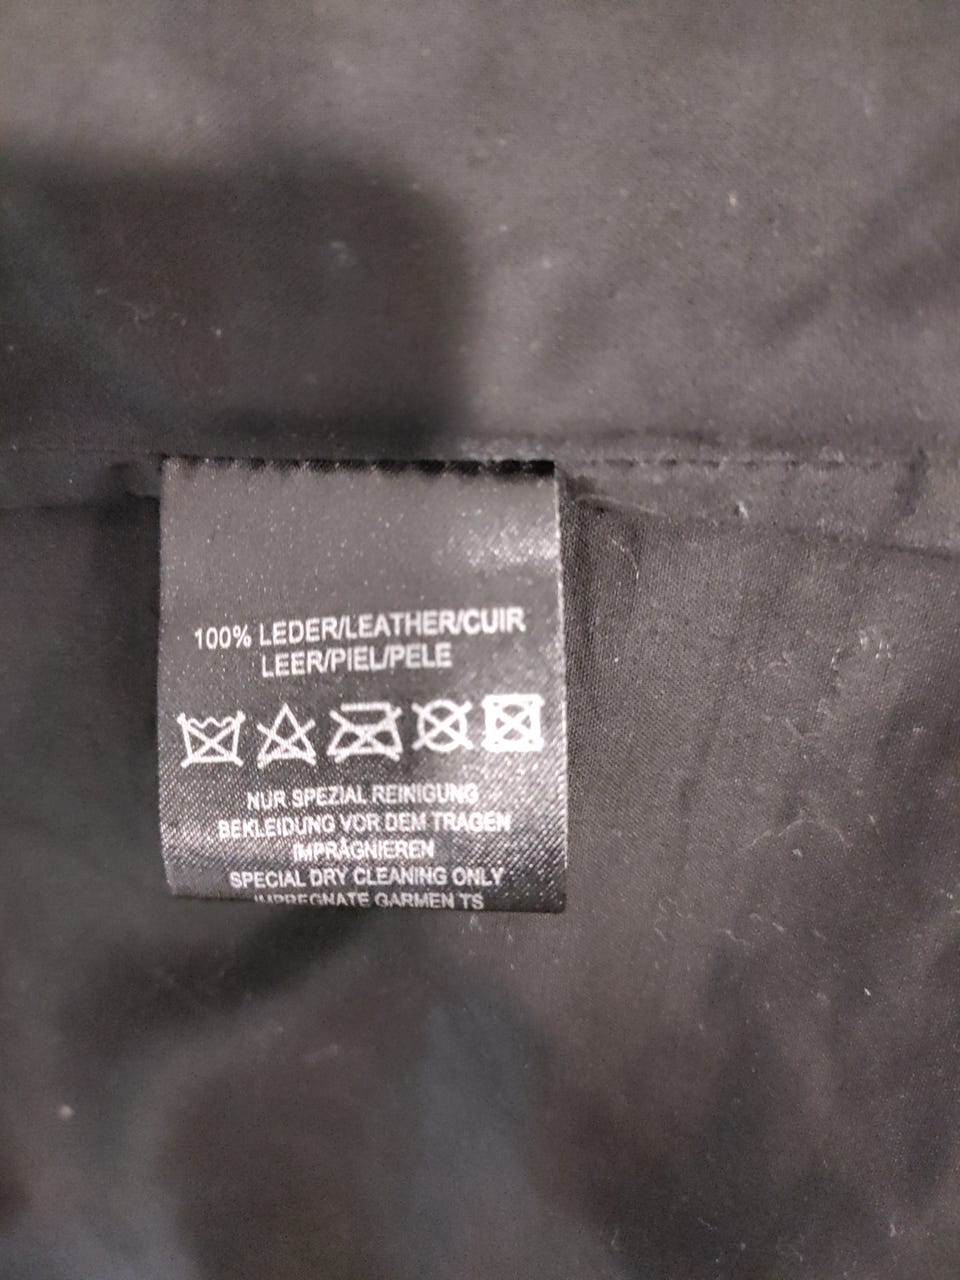 100% LEDER/LEATHER/CUIR
LEER/PIEL/PELE
NUR SPEZIAL REINIGUNG
BEKLEIDUNG VOR DEM TRAGEN
IMPRÄGNIEREN
SPECIAL DRY CLEANING ONLY
IMPREGNATE GARMEN TS